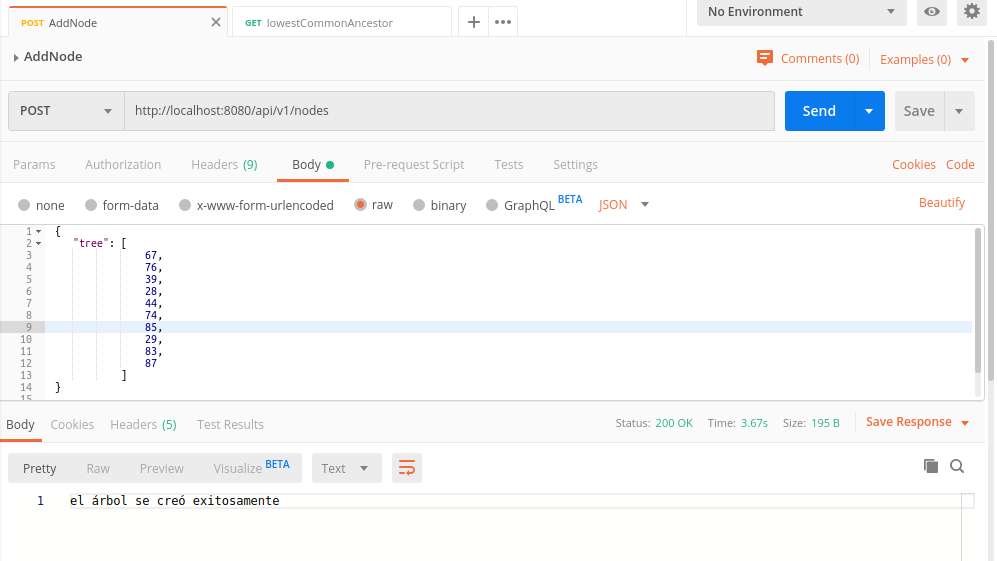 POST AddNode GET lowestCommonAncestor No Environment
AddNode Comments (0) Examples (0)
POST http://localhost:8080/api/v1/nodes Send Save
Params Authorization Headers (9) Body Pre-request Script Tests Settings Cookies Code
none form-data x-www-form-urlencoded raw binary GraphQL BETA JSON Beautify
1 {
2 "tree": [
3 67,
4 76,
5 39,
6 28,
7 44,
8 74,
9 85,
10 29,
11 83,
12 87
13 ]
14 }
15
Body Cookies Headers (5) Test Results Status: 200 OK Time: 3.67s Size: 195 B Save Response
Pretty Raw Preview Visualize BETA Text
1 el árbol se creó exitosamente